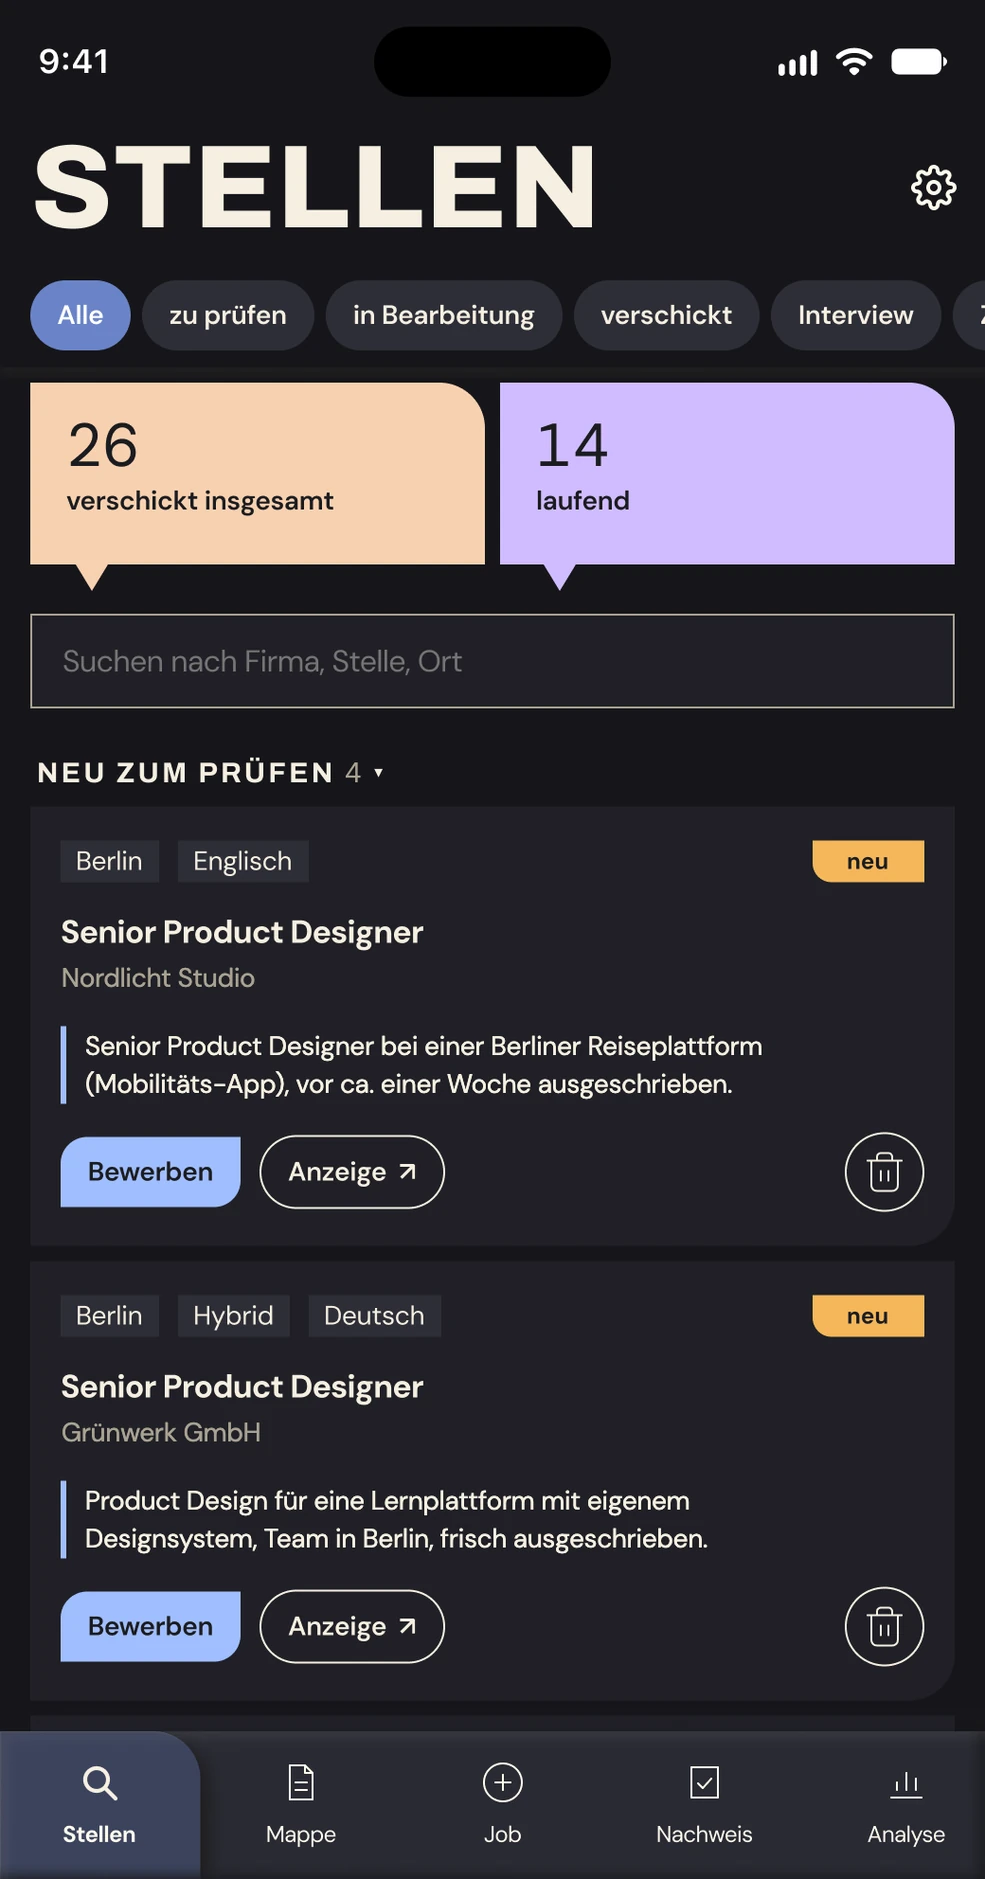 9:41
STELLEN
Alle
zu prüfen
in Bearbeitung
verschickt
Interview
26
verschickt insgesamt
14
laufend
Suchen nach Firma, Stelle, Ort
NEU ZUM PRÜFEN 4 ▾
Berlin
Englisch
neu
Senior Product Designer
Nordlicht Studio
Senior Product Designer bei einer Berliner Reiseplattform
(Mobilitäts-App), vor ca. einer Woche ausgeschrieben.
Bewerben
Anzeige ↗
Berlin
Hybrid
Deutsch
neu
Senior Product Designer
Grünwerk GmbH
Product Design für eine Lernplattform mit eigenem
Designsystem, Team in Berlin, frisch ausgeschrieben.
Bewerben
Anzeige ↗
Stellen
Mappe
Job
Nachweis
Analyse